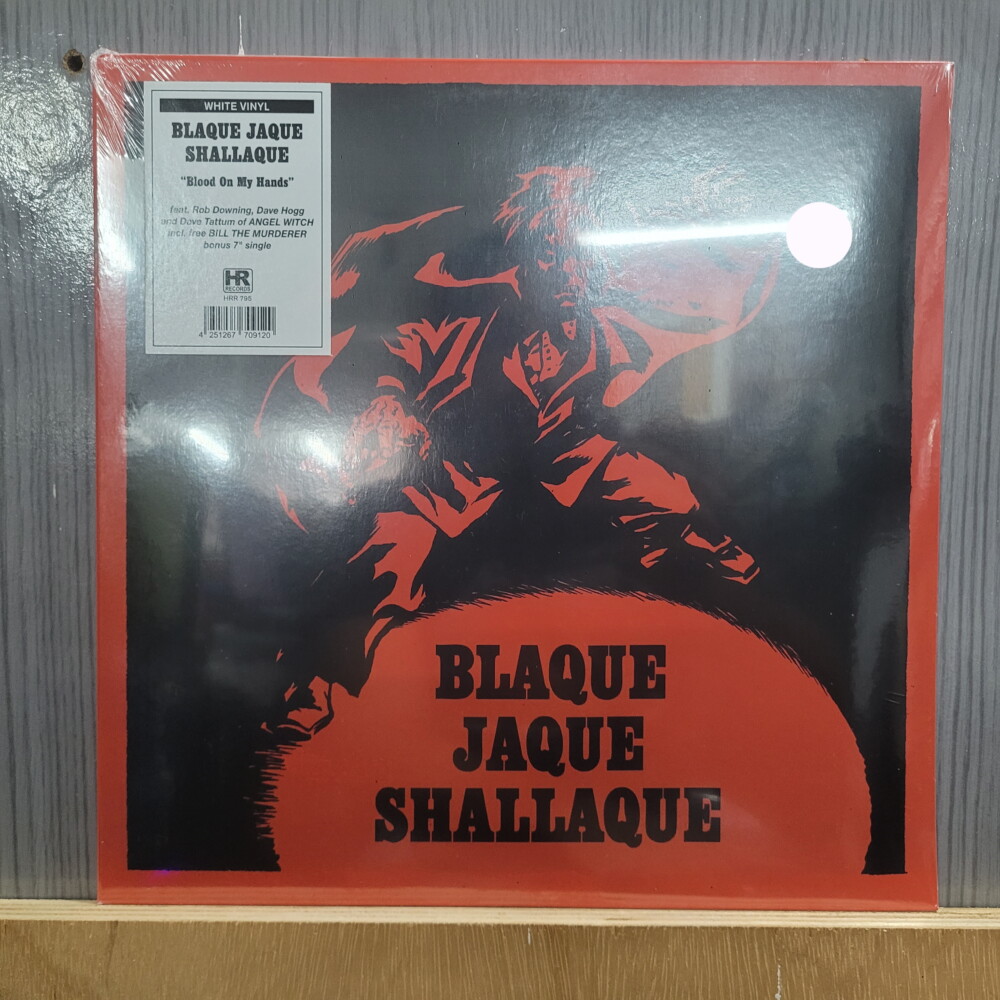 WHITE VINYL
BLAQUE JAQUE
SHALLAQUE
"Blood On My Hands"
feat. Rob Downing, Dave Hogg
and Dave Tattum of ANGEL WITCH
incl. free BILL THE MURDERER
bonus 7" single
HR
RECORDS
HRR 798
4 251267 709120
BLAQUE
JAQUE
SHALLAQUE